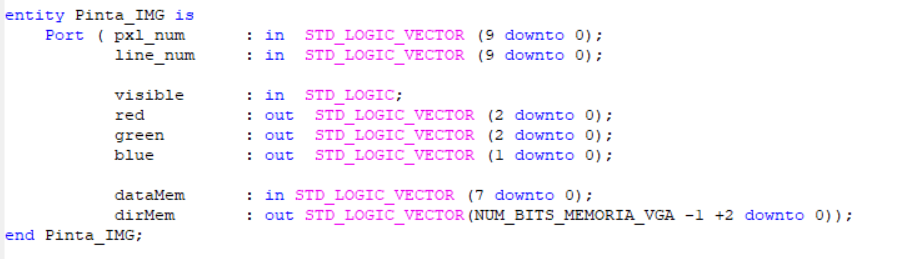 entity Pinta_IMG is
Port ( pxl_num : in STD_LOGIC_VECTOR (9 downto 0);
line_num : in STD_LOGIC_VECTOR (9 downto 0);
visible : in STD_LOGIC;
red : out STD_LOGIC_VECTOR (2 downto 0);
green : out STD_LOGIC_VECTOR (2 downto 0);
blue : out STD_LOGIC_VECTOR (1 downto 0);
dataMem : in STD_LOGIC_VECTOR (7 downto 0);
dirMem : out STD_LOGIC_VECTOR(NUM_BITS_MEMORIA_VGA -1 +2 downto 0));
end Pinta_IMG;